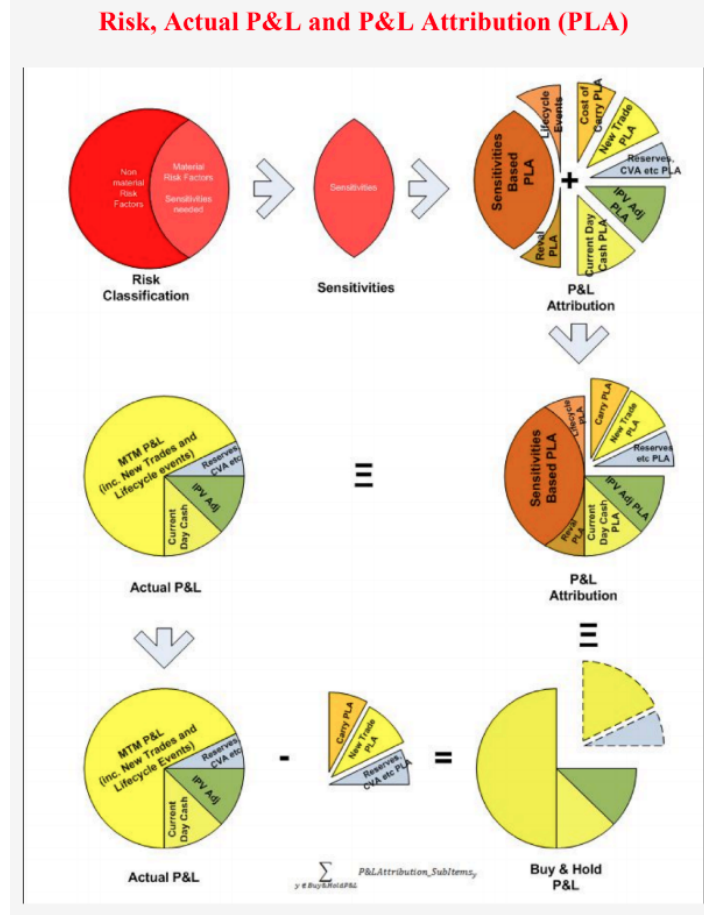 Risk, Actual P&L and P&L Attribution (PLA)
Non
material
Risk
Factors
Material
Risk Factors
Sensitivities
needed
Risk
Classification
Sensitivities
Sensitivities
Sensitivities
Based
PLA
Lifecycle
Events
Reval
PLA
+
Cost of
Carry PLA
New Trade
PLA
Reserves,
CVA etc PLA
IPV Adj
PLA
Current Day
Cash PLA
P&L
Attribution
MTM P&L
(inc. New Trades and
Lifecycle events)
Reserves,
CVA etc
IPV Adj
Current
Day Cash
Actual P&L
Ξ
Sensitivities
Based PLA
Lifecycle
PLA
Reval
PLA
Carry PLA
New Trade
PLA
Reserves
etc PLA
IPV Adj PLA
Current
Day Cash
PLA
P&L
Attribution
Ξ
MTM P&L
(inc. New Trades and
Lifecycle Events)
Reserves,
CVA etc
IPV Adj
Current
Day Cash
Actual P&L
-
Carry PLA
New Trade
PLA
Reserves,
CVA etc PLA
=
Buy & Hold
P&L
∑ P&LAttribution_SubItems_y
y ∉ Buy&HoldP&L